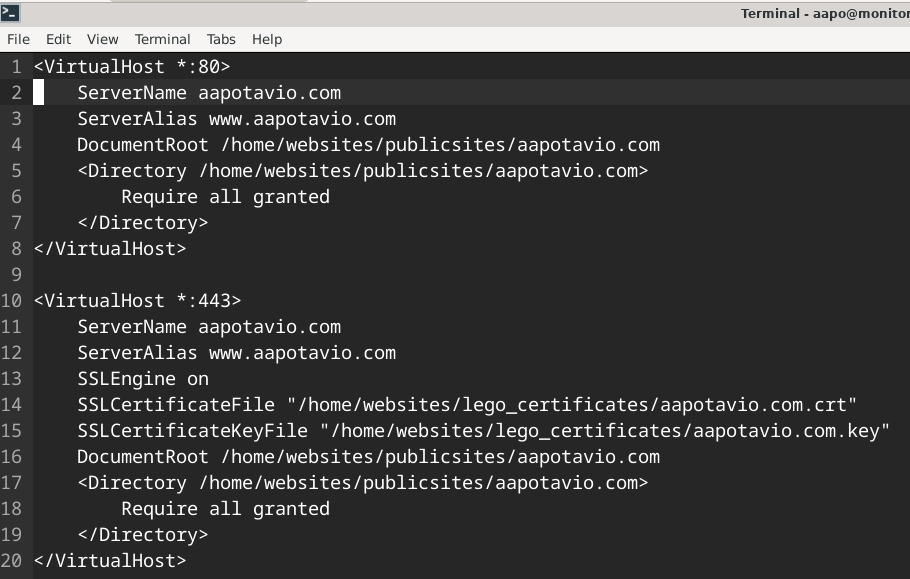 Terminal - aapo@monitor
File Edit View Terminal Tabs Help
1 <VirtualHost *:80>
2     ServerName aapotavio.com
3     ServerAlias www.aapotavio.com
4     DocumentRoot /home/websites/publicsites/aapotavio.com
5     <Directory /home/websites/publicsites/aapotavio.com>
6         Require all granted
7     </Directory>
8 </VirtualHost>
9
10 <VirtualHost *:443>
11     ServerName aapotavio.com
12     ServerAlias www.aapotavio.com
13     SSLEngine on
14     SSLCertificateFile "/home/websites/lego_certificates/aapotavio.com.crt"
15     SSLCertificateKeyFile "/home/websites/lego_certificates/aapotavio.com.key"
16     DocumentRoot /home/websites/publicsites/aapotavio.com
17     <Directory /home/websites/publicsites/aapotavio.com>
18         Require all granted
19     </Directory>
20 </VirtualHost>